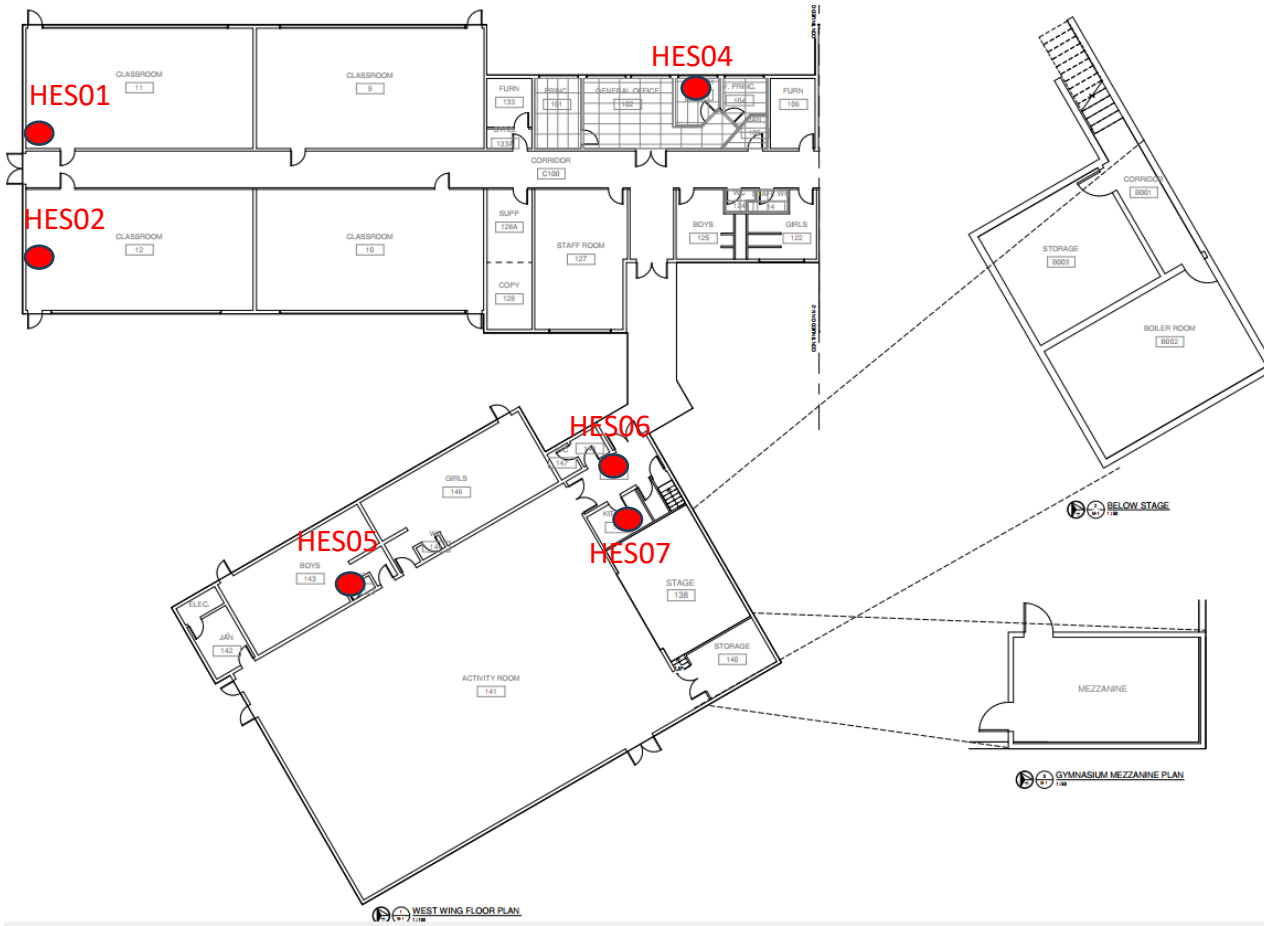 HES04
CLASSROOM
11
CLASSROOM
9
FURN
133
PRINC.
101
GENERAL OFFICE
102
V. PRINC.
104
FURN
106
HES01
133A
CORRIDOR
C100
HES02
CLASSROOM
12
CLASSROOM
10
SUPP
128A
COPY
128
STAFF ROOM
127
BOYS
125
124
STAFF WC
GIRLS
122
CORRIDOR
B001
STORAGE
B003
BOILER ROOM
B002
HES06
147
GIRLS
146
HES05
BOYS
143
HES07
STAGE
138
ELEC.
JAN
142
STORAGE
140
ACTIVITY ROOM
141
BELOW STAGE
MEZZANINE
GYMNASIUM MEZZANINE PLAN
WEST WING FLOOR PLAN